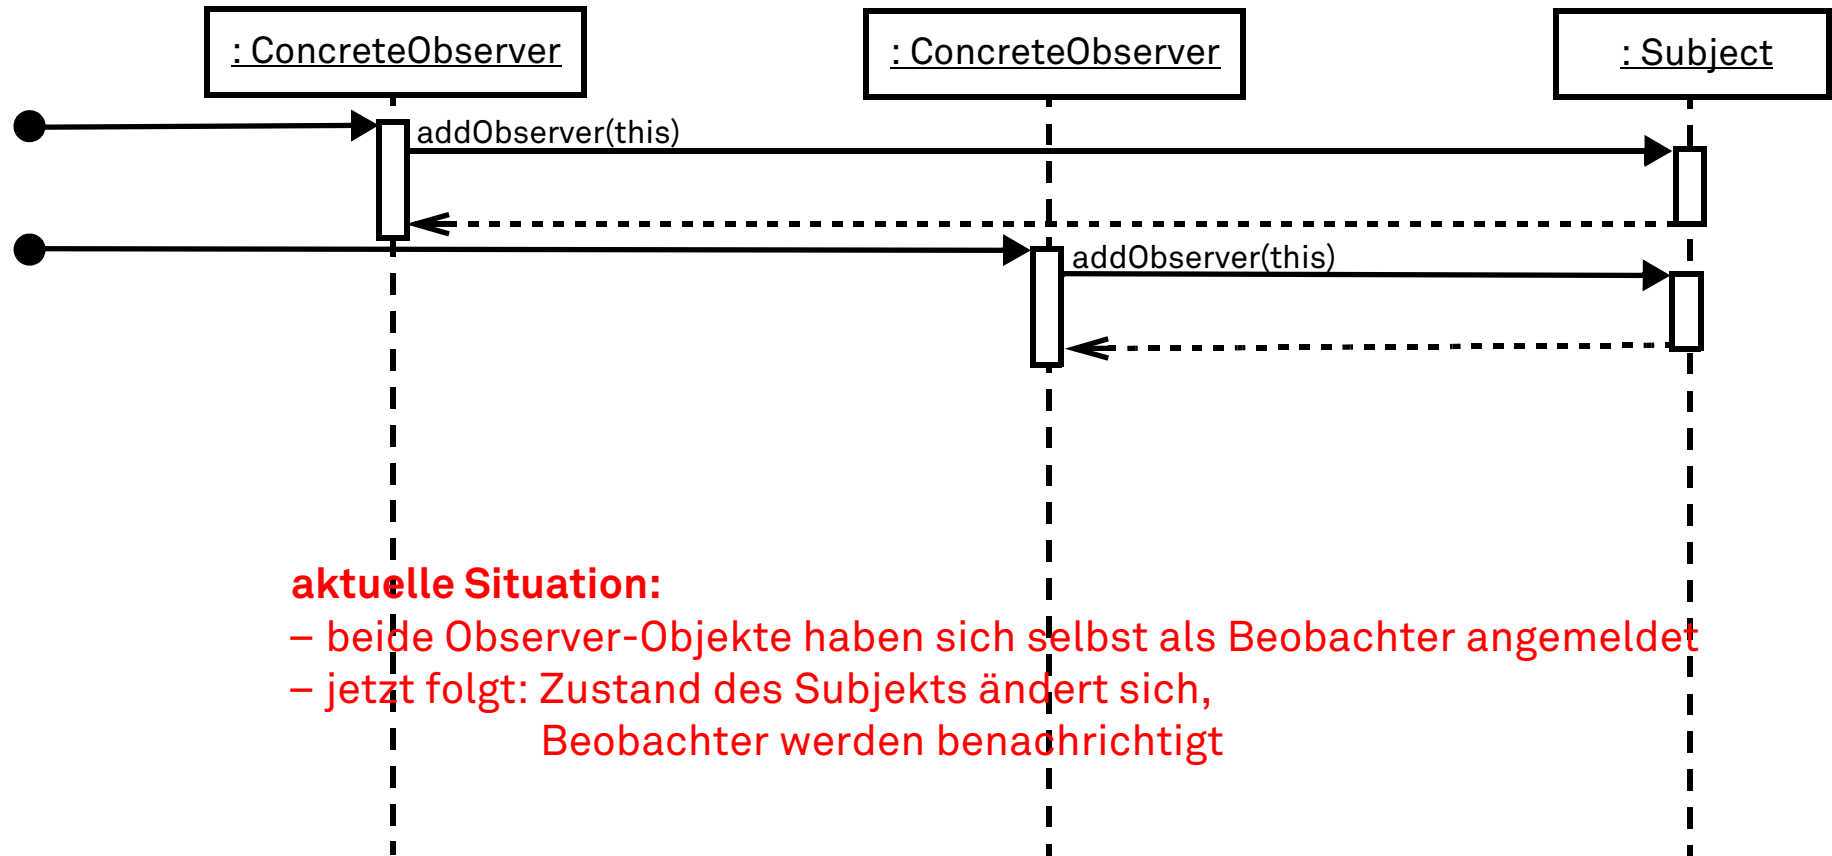 : ConcreteObserver
: ConcreteObserver
: Subject
addObserver(this)
addObserver(this)
aktuelle Situation:
– beide Observer-Objekte haben sich selbst als Beobachter angemeldet
– jetzt folgt: Zustand des Subjekts ändert sich,
Beobachter werden benachrichtigt